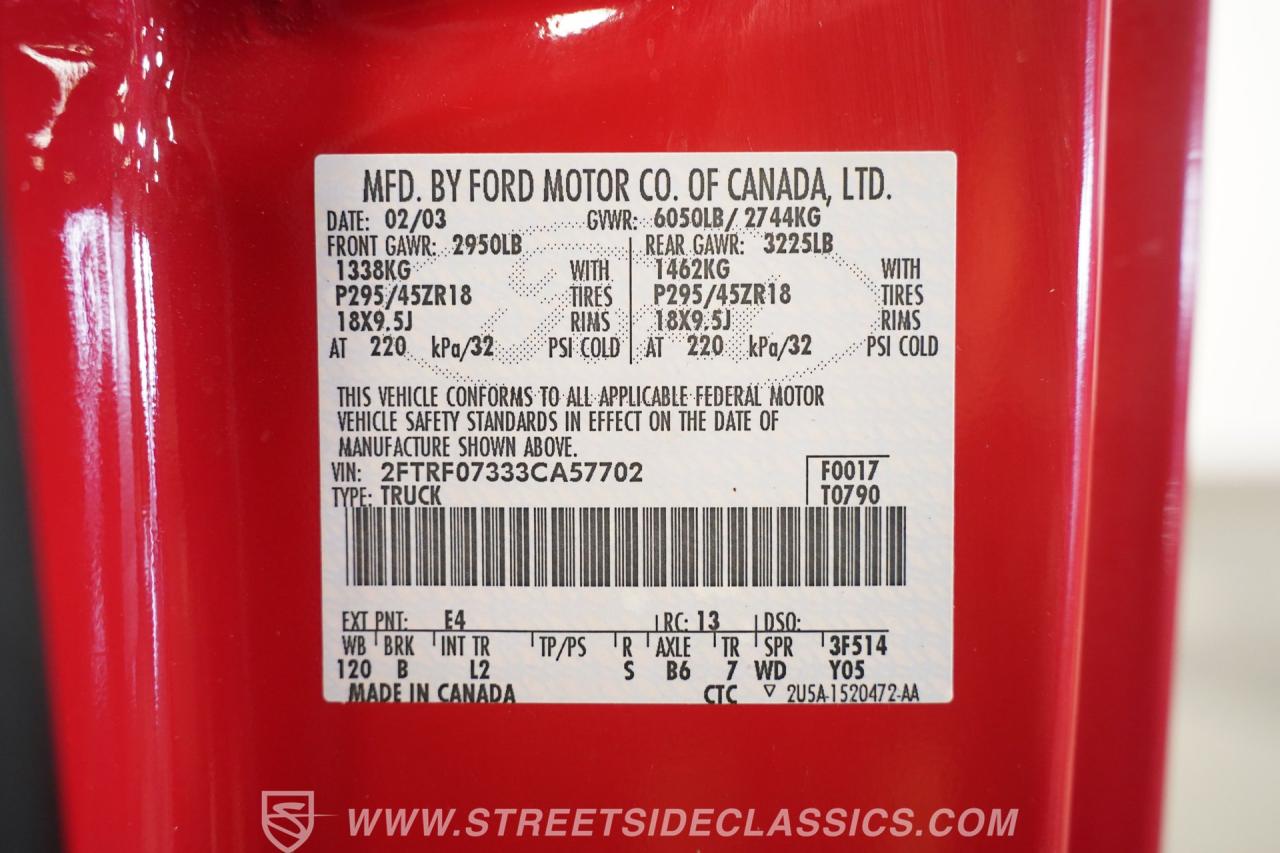 MFD. BY FORD MOTOR CO. OF CANADA, LTD.
DATE: 02/03 GVWR: 6050LB/ 2744KG
FRONT GAWR: 2950LB REAR GAWR: 3225LB
1338KG WITH 1462KG WITH
P295/45ZR18 TIRES P295/45ZR18 TIRES
18X9.5J RIMS 18X9.5J RIMS
AT 220 kPa/32 PSI COLD AT 220 kPa/32 PSI COLD
THIS VEHICLE CONFORMS TO ALL APPLICABLE FEDERAL MOTOR
VEHICLE SAFETY STANDARDS IN EFFECT ON THE DATE OF
MANUFACTURE SHOWN ABOVE.
VIN: 2FTRF07333CA57702 F0017
TYPE: TRUCK T0790
EXT PNT: E4 RC: 13 DSO:
WB BRK INT TR TP/PS R AXLE TR SPR 3F514
120 B L2 S B6 7 WD Y05
MADE IN CANADA CTC ▽ 2U5A-1520472-AA
WWW.STREETSIDECLASSICS.COM